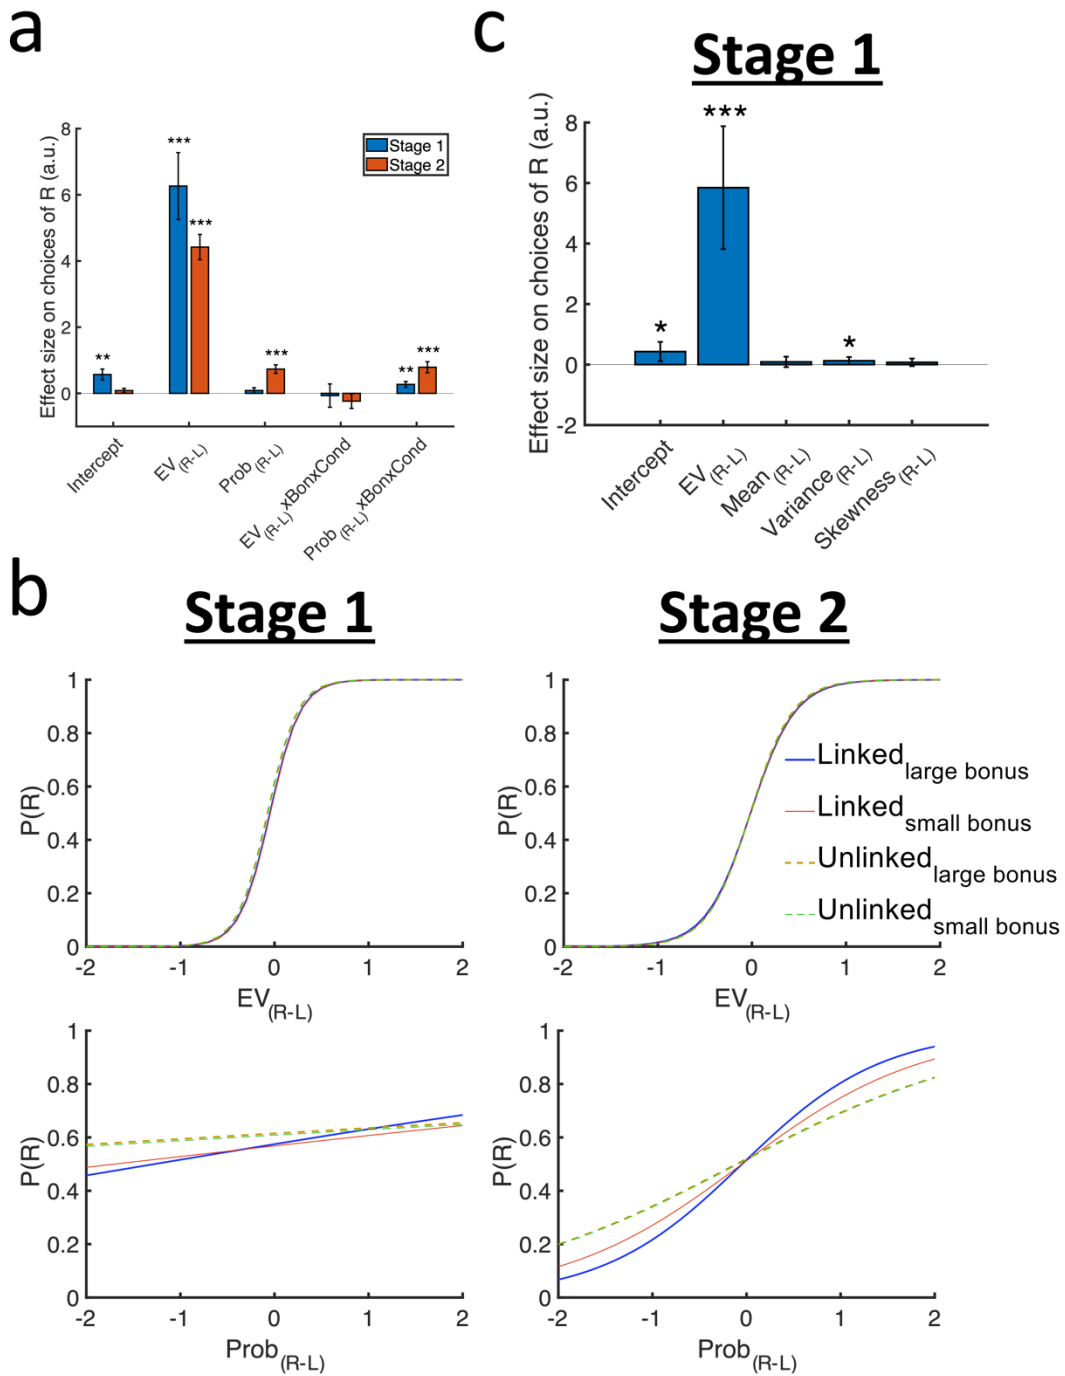 a
Effect size on choices of R (a.u.)
8
6
4
2
0
***
***
**
***
**
***
Stage 1
Stage 2
Intercept
EV(R-L)
Prob(R-L)
EV(R-L)xBonxCond
Prob(R-L)xBonxCond
c
Stage 1
Effect size on choices of R (a.u.)
8
6
4
2
0
-2
*
***
*
Intercept
EV(R-L)
Mean(R-L)
Variance(R-L)
Skewness(R-L)
b
Stage 1
P(R)
1
0.8
0.6
0.4
0.2
0
-2 -1 0 1 2
EV(R-L)
Stage 2
P(R)
1
0.8
0.6
0.4
0.2
0
-2 -1 0 1 2
EV(R-L)
Linked large bonus
Linked small bonus
Unlinked large bonus
Unlinked small bonus
P(R)
1
0.8
0.6
0.4
0.2
0
-2 -1 0 1 2
Prob(R-L)
P(R)
1
0.8
0.6
0.4
0.2
0
-2 -1 0 1 2
Prob(R-L)